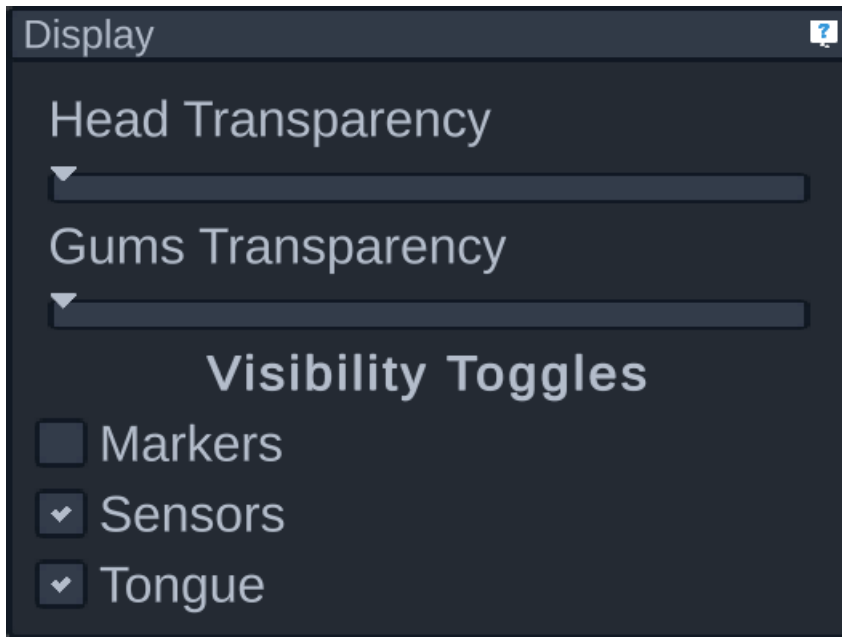 Display
?
Head Transparency
Gums Transparency
Visibility Toggles
Markers
Sensors
Tongue